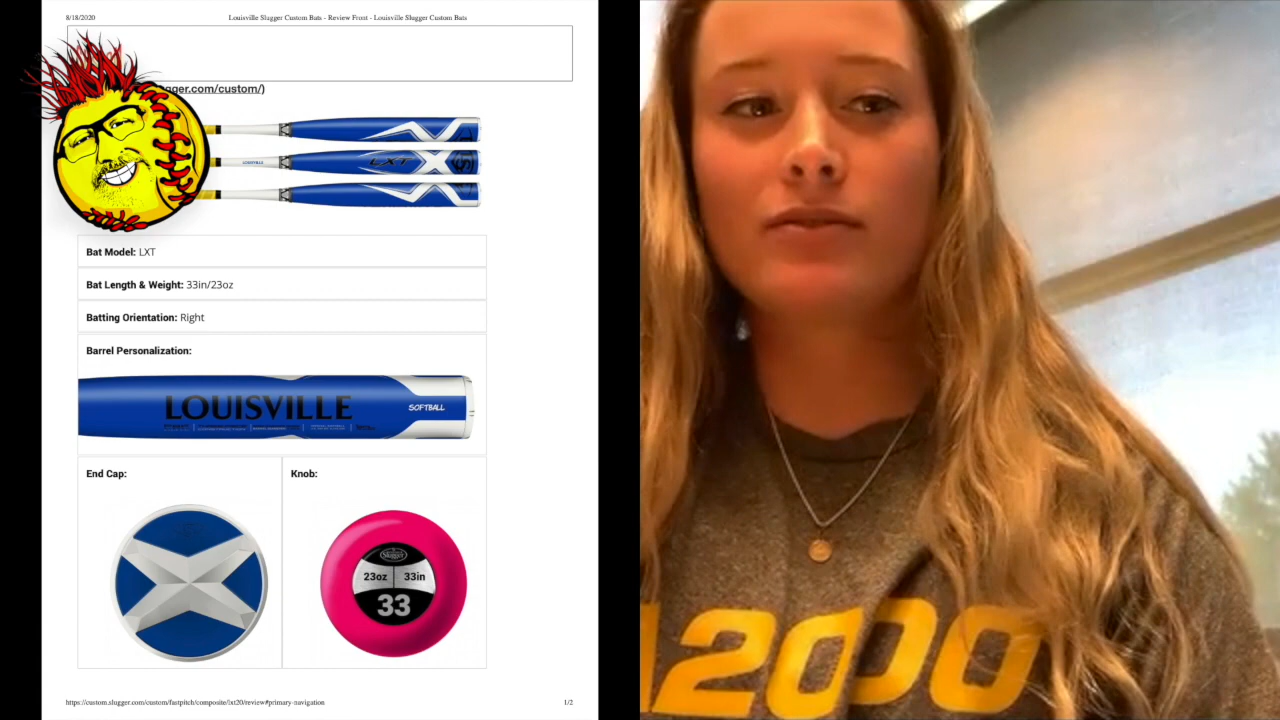 8/18/2020 Louisville Slugger Custom Bats - Review Front - Louisville Slugger Custom Bats
gger.com/custom/)
LOUISVILLE LXT
Bat Model: LXT
Bat Length & Weight: 33in/23oz
Batting Orientation: Right
Barrel Personalization:
LOUISVILLE SOFTBALL
End Cap: Knob:
Slugger
23oz 33in
33
A2000
https://custom.slugger.com/custom/fastpitch/composite/lxt20/review#primary-navigation 1/2